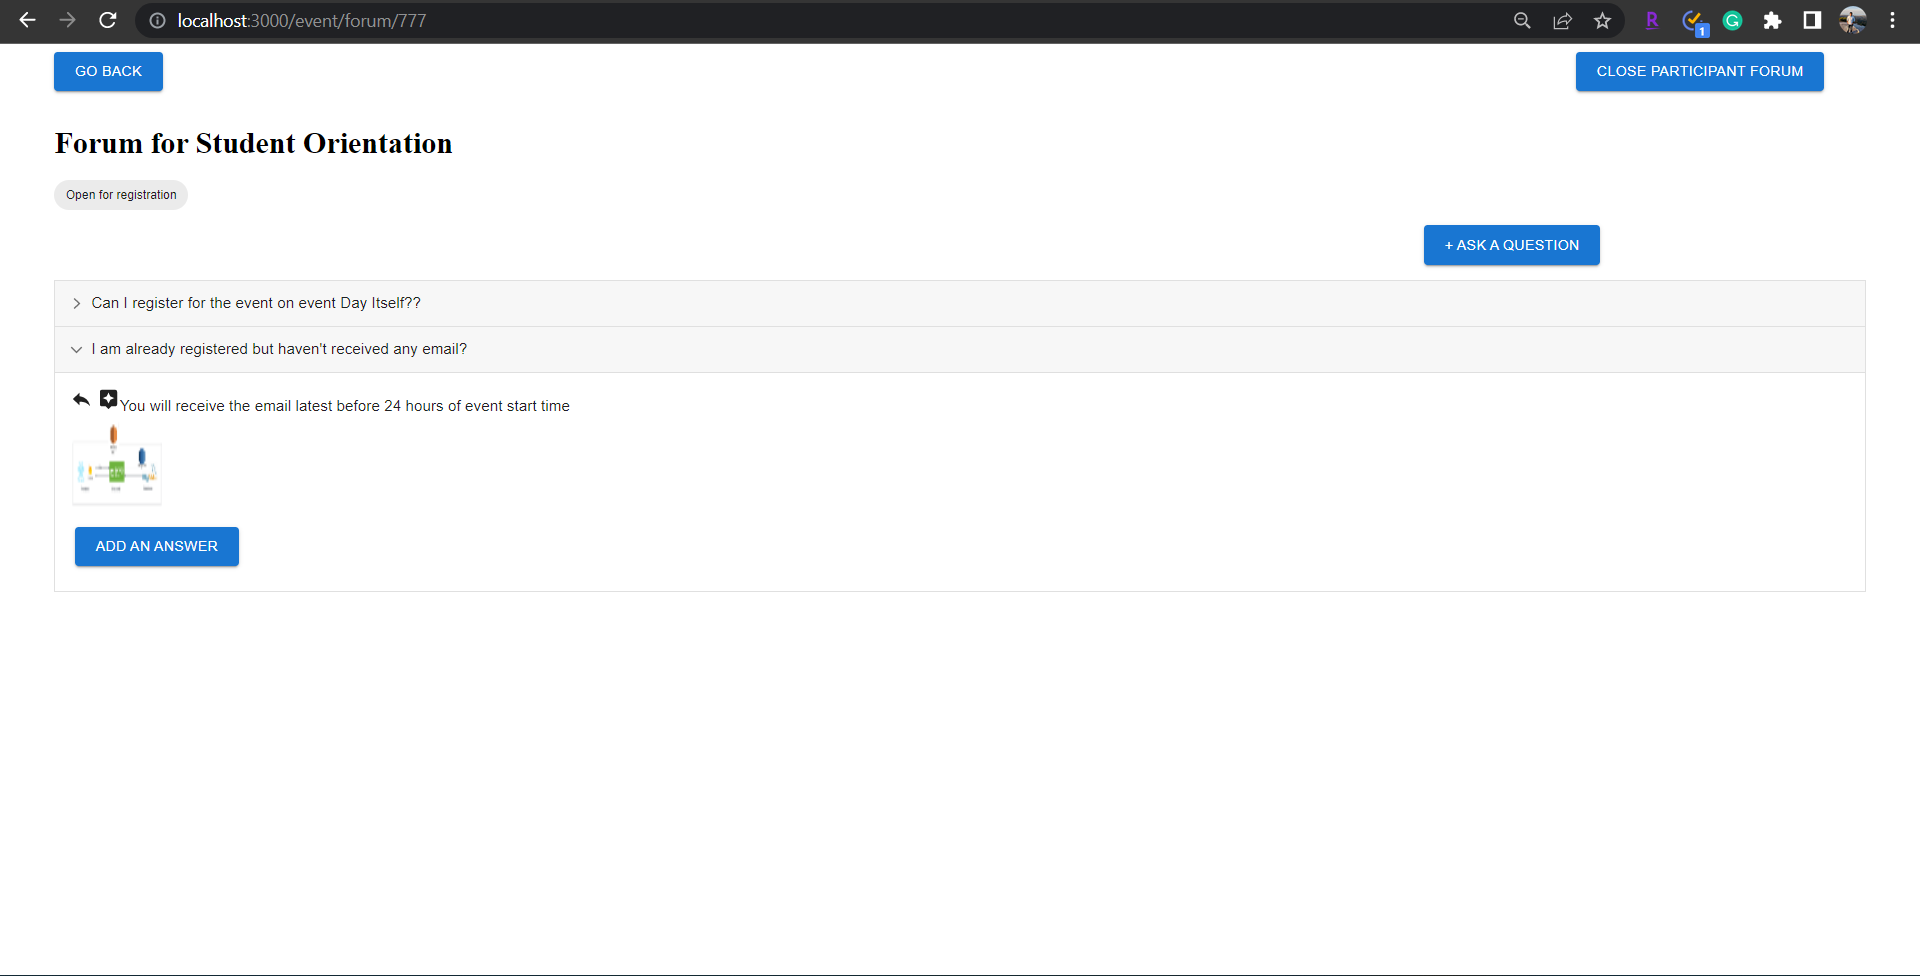 localhost:3000/event/forum/777
R
1
G
GO BACK
CLOSE PARTICIPANT FORUM
Forum for Student Orientation
Open for registration
+ ASK A QUESTION
Can I register for the event on event Day Itself??
I am already registered but haven't received any email?
You will receive the email latest before 24 hours of event start time
ADD AN ANSWER